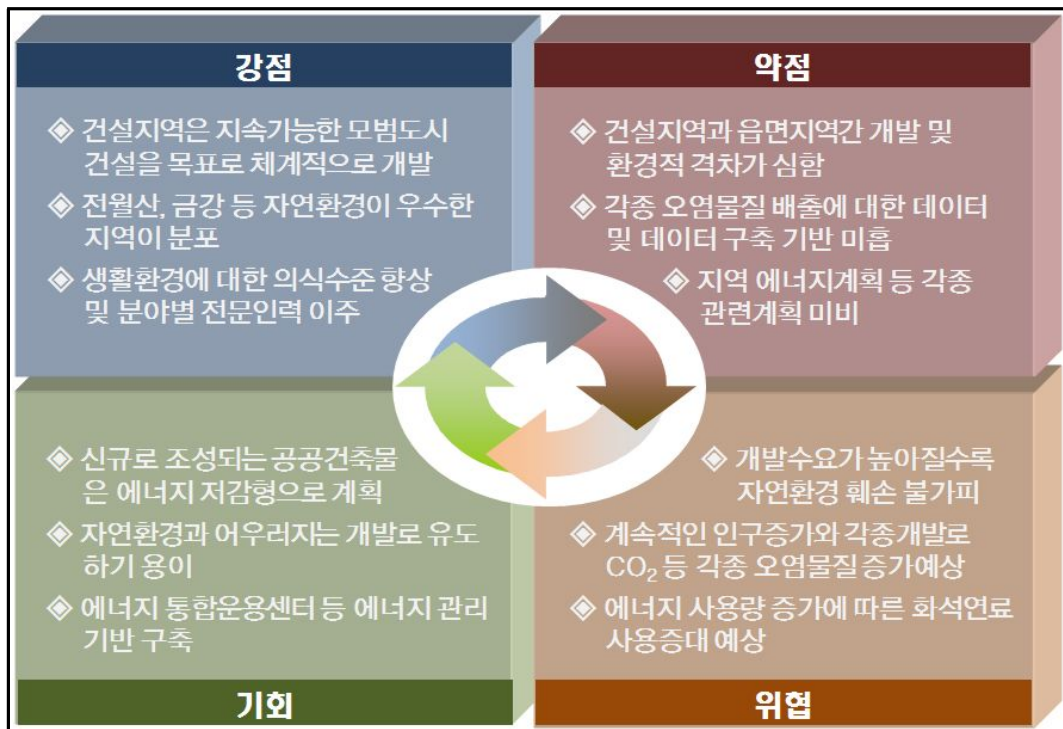 강점
◈ 건설지역은 지속가능한 모범도시
건설을 목표로 체계적으로 개발
◈ 전월산, 금강 등 자연환경이 우수한
지역이 분포
◈ 생활환경에 대한 의식수준 향상
및 분야별 전문인력 이주
약점
◈ 건설지역과 읍면지역간 개발 및
환경적 격차가 심함
◈ 각종 오염물질 배출에 대한 데이터
및 데이터 구축 기반 미흡
◈ 지역 에너지계획 등 각종
관련계획 미비
◈ 신규로 조성되는 공공건축물
은 에너지 저감형으로 계획
◈ 자연환경과 어우러지는 개발로 유도
하기 용이
◈ 에너지 통합운용센터 등 에너지 관리
기반 구축
기회
◈ 개발수요가 높아질수록
자연환경 훼손 불가피
◈ 계속적인 인구증가와 각종개발로
CO₂ 등 각종 오염물질 증가예상
◈ 에너지 사용량 증가에 따른 화석연료
사용증대 예상
위협